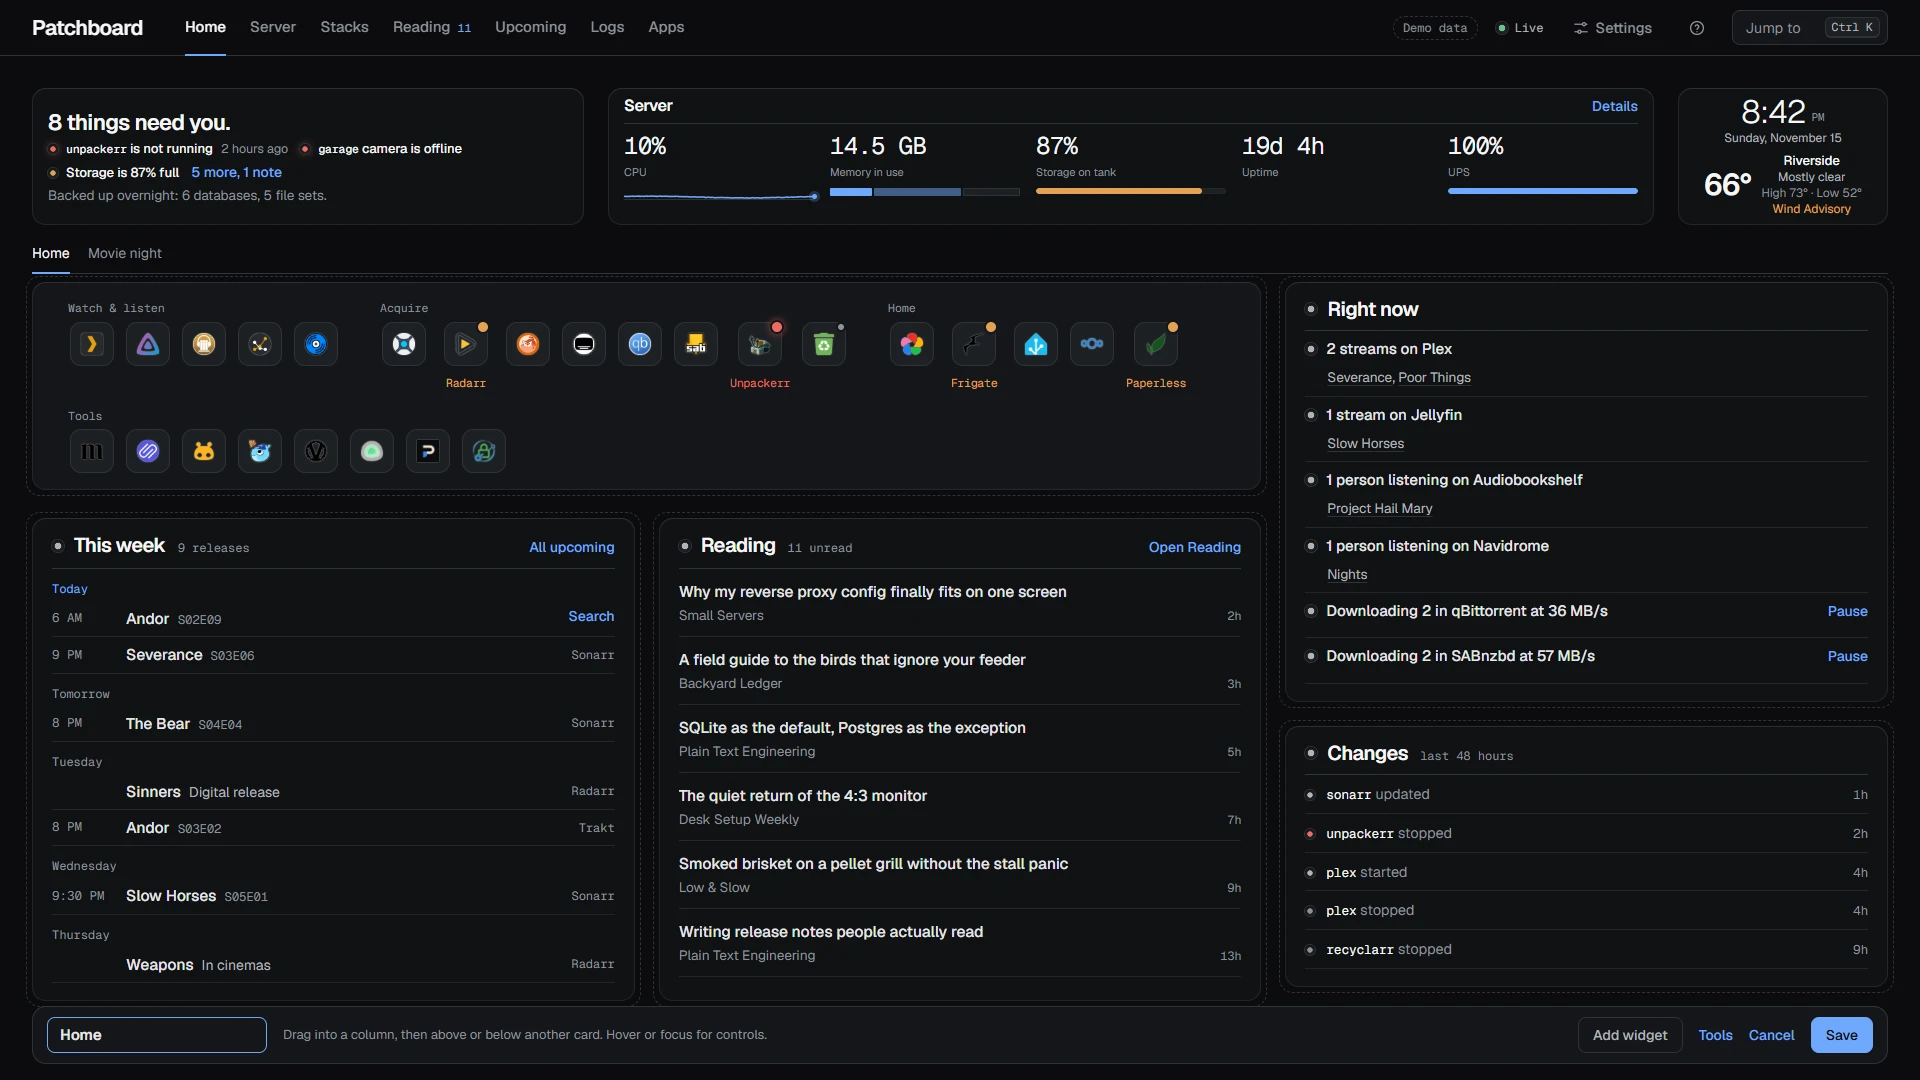 Patchboard
Home
Server
Stacks
Reading 11
Upcoming
Logs
Apps
Demo data
Live
Settings
Jump to
Ctrl K
8 things need you.
unpackerr is not running 2 hours ago
garage camera is offline
Storage is 87% full
5 more, 1 note
Backed up overnight: 6 databases, 5 file sets.
Server
Details
10%
CPU
14.5 GB
Memory in use
87%
Storage on tank
19d 4h
Uptime
100%
UPS
8:42 PM
Sunday, November 15
66°
Riverside
Mostly clear
High 73° · Low 52°
Wind Advisory
Home
Movie night
Watch & listen
Acquire
qb
sab
Radarr
Unpackerr
Home
Frigate
Paperless
Tools
m
This week 9 releases
All upcoming
Today
6 AM Andor S02E09 Search
9 PM Severance S03E06 Sonarr
Tomorrow
8 PM The Bear S04E04 Sonarr
Tuesday
Sinners Digital release Radarr
8 PM Andor S03E02 Trakt
Wednesday
9:30 PM Slow Horses S05E01 Sonarr
Thursday
Weapons In cinemas Radarr
Reading 11 unread
Open Reading
Why my reverse proxy config finally fits on one screen
Small Servers 2h
A field guide to the birds that ignore your feeder
Backyard Ledger 3h
SQLite as the default, Postgres as the exception
Plain Text Engineering 5h
The quiet return of the 4:3 monitor
Desk Setup Weekly 7h
Smoked brisket on a pellet grill without the stall panic
Low & Slow 9h
Writing release notes people actually read
Plain Text Engineering 13h
Right now
2 streams on Plex
Severance, Poor Things
1 stream on Jellyfin
Slow Horses
1 person listening on Audiobookshelf
Project Hail Mary
1 person listening on Navidrome
Nights
Downloading 2 in qBittorrent at 36 MB/s Pause
Downloading 2 in SABnzbd at 57 MB/s Pause
Changes last 48 hours
sonarr updated 1h
unpackerr stopped 2h
plex started 4h
plex stopped 4h
recyclarr stopped 9h
Home
Drag into a column, then above or below another card. Hover or focus for controls.
Add widget
Tools
Cancel
Save